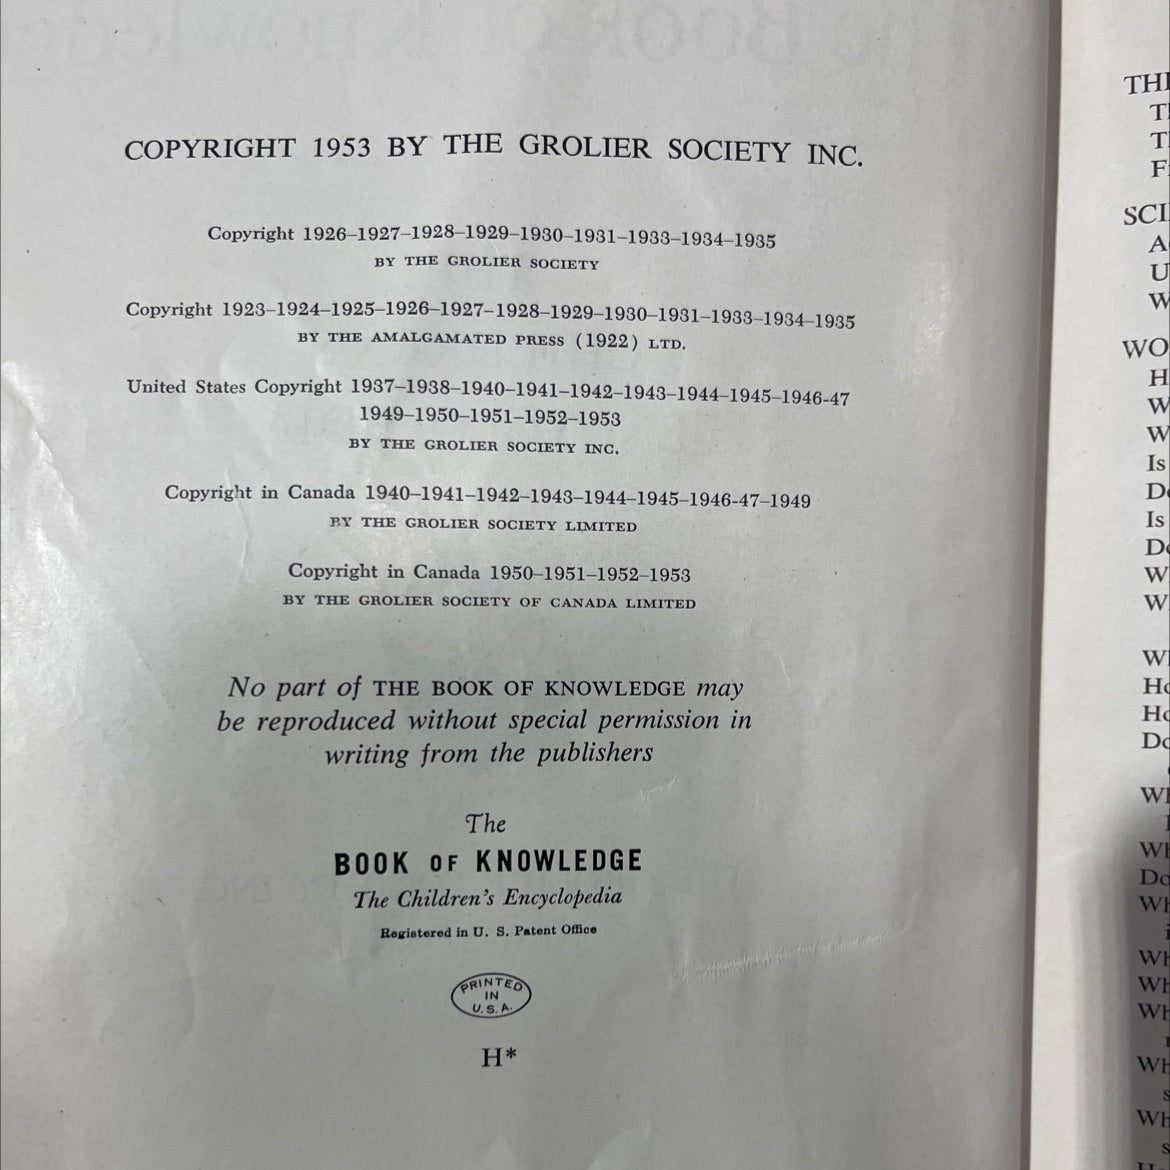 COPYRIGHT 1953 BY THE GROLIER SOCIETY INC.
Copyright 1926–1927–1928–1929–1930–1931–1933–1934–1935
BY THE GROLIER SOCIETY
Copyright 1923–1924–1925–1926–1927–1928–1929–1930–1931–1933–1934–1935
BY THE AMALGAMATED PRESS (1922) LTD.
United States Copyright 1937–1938–1940–1941–1942–1943–1944–1945–1946-47
1949–1950–1951–1952–1953
BY THE GROLIER SOCIETY INC.
Copyright in Canada 1940–1941–1942–1943–1944–1945–1946-47–1949
BY THE GROLIER SOCIETY LIMITED
Copyright in Canada 1950–1951–1952–1953
BY THE GROLIER SOCIETY OF CANADA LIMITED
No part of THE BOOK OF KNOWLEDGE may
be reproduced without special permission in
writing from the publishers
The
BOOK OF KNOWLEDGE
The Children's Encyclopedia
Registered in U. S. Patent Office
PRINTED
IN
U. S. A.
H*
Is
Is